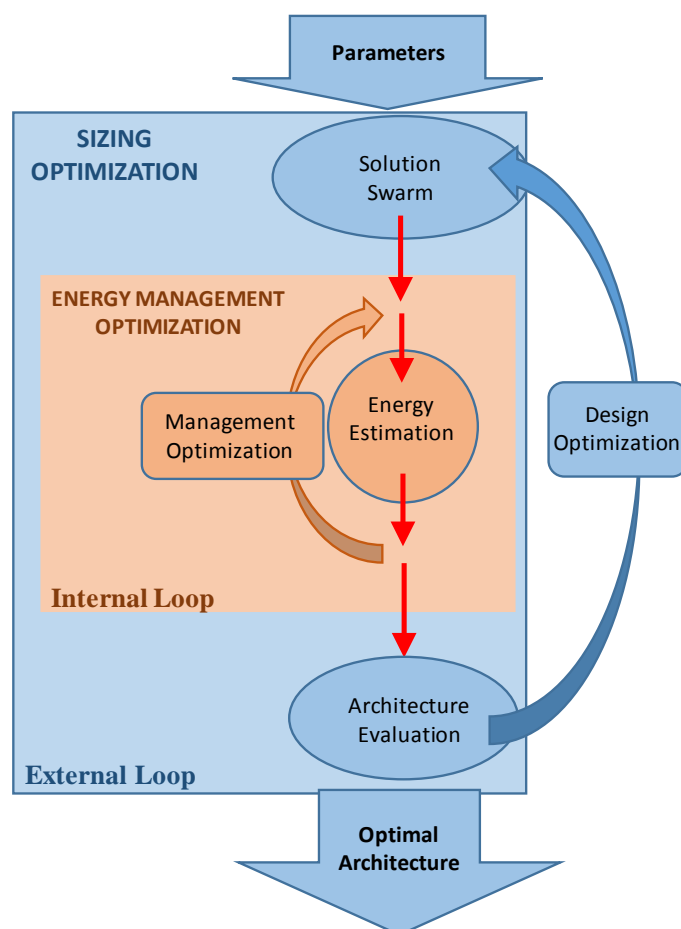 Parameters
SIZING
OPTIMIZATION
Solution
Swarm
ENERGY MANAGEMENT
OPTIMIZATION
Management
Optimization
Energy
Estimation
Design
Optimization
Internal Loop
Architecture
Evaluation
External Loop
Optimal
Architecture